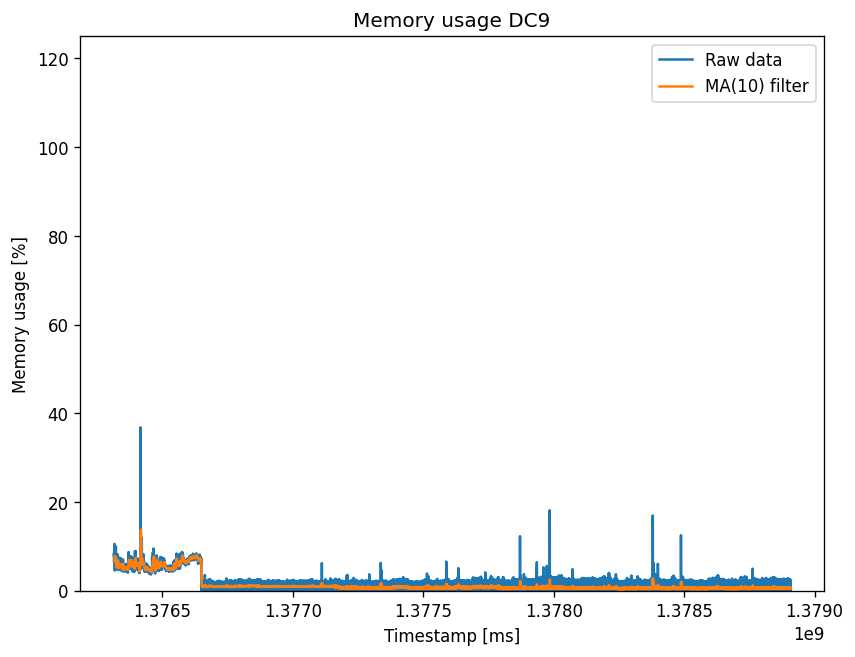 Memory usage DC9
Raw data
MA(10) filter
Memory usage [%]
120
100
80
60
40
20
0
1.3765
1.3770
1.3775
1.3780
1.3785
1.3790
1e9
Timestamp [ms]